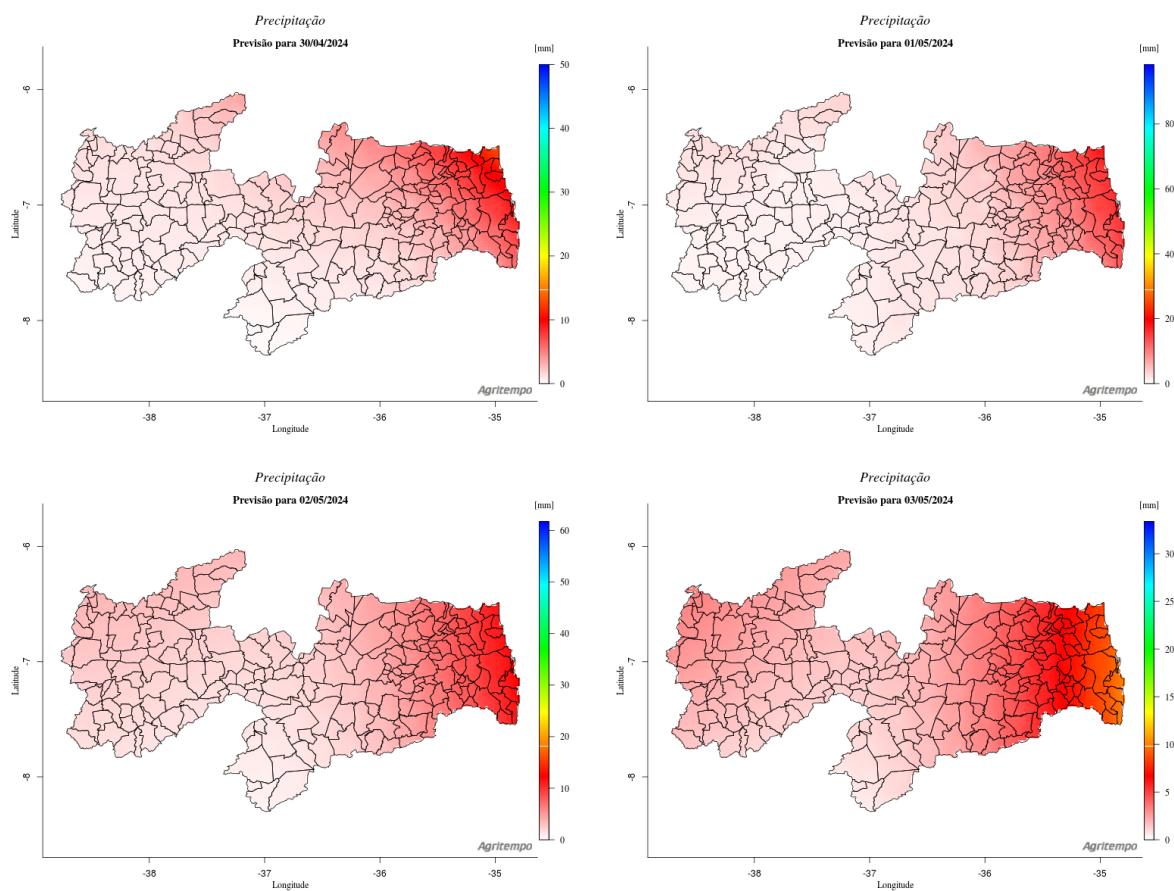 Precipitação
Previsão para 30/04/2024
[mm]
50
40
30
20
10
0
-6
-7
-8
Latitude
-38
-37
-36
-35
Longitude
Agritempo
Precipitação
Previsão para 01/05/2024
[mm]
80
60
40
20
0
-6
-7
-8
Latitude
-38
-37
-36
-35
Longitude
Agritempo
Precipitação
Previsão para 02/05/2024
[mm]
60
50
40
30
20
10
0
-6
-7
-8
Latitude
-38
-37
-36
-35
Longitude
Agritempo
Precipitação
Previsão para 03/05/2024
[mm]
30
25
20
15
10
5
0
-6
-7
-8
Latitude
-38
-37
-36
-35
Longitude
Agritempo